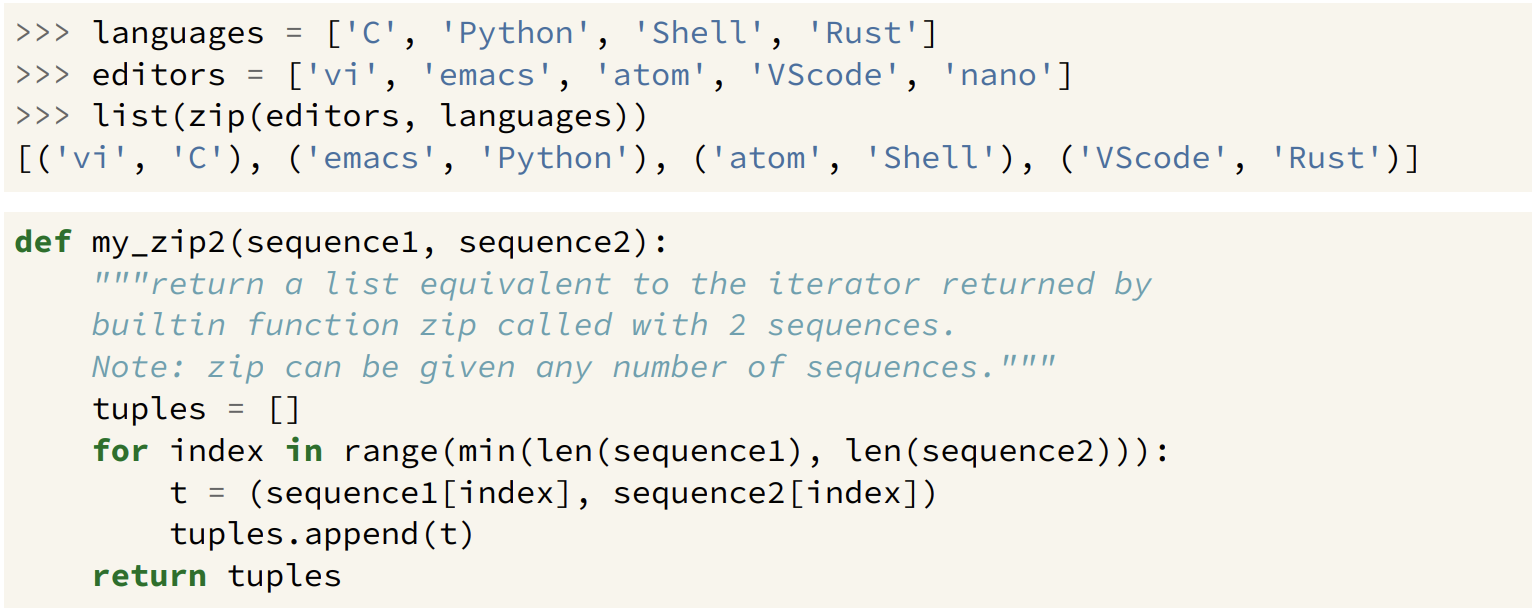 >>> languages = ['C', 'Python', 'Shell', 'Rust']
>>> editors = ['vi', 'emacs', 'atom', 'VScode', 'nano']
>>> list(zip(editors, languages))
[('vi', 'C'), ('emacs', 'Python'), ('atom', 'Shell'), ('VScode', 'Rust')]
def my_zip2(sequence1, sequence2):
    """return a list equivalent to the iterator returned by
    builtin function zip called with 2 sequences.
    Note: zip can be given any number of sequences."""
    tuples = []
    for index in range(min(len(sequence1), len(sequence2))):
        t = (sequence1[index], sequence2[index])
        tuples.append(t)
    return tuples